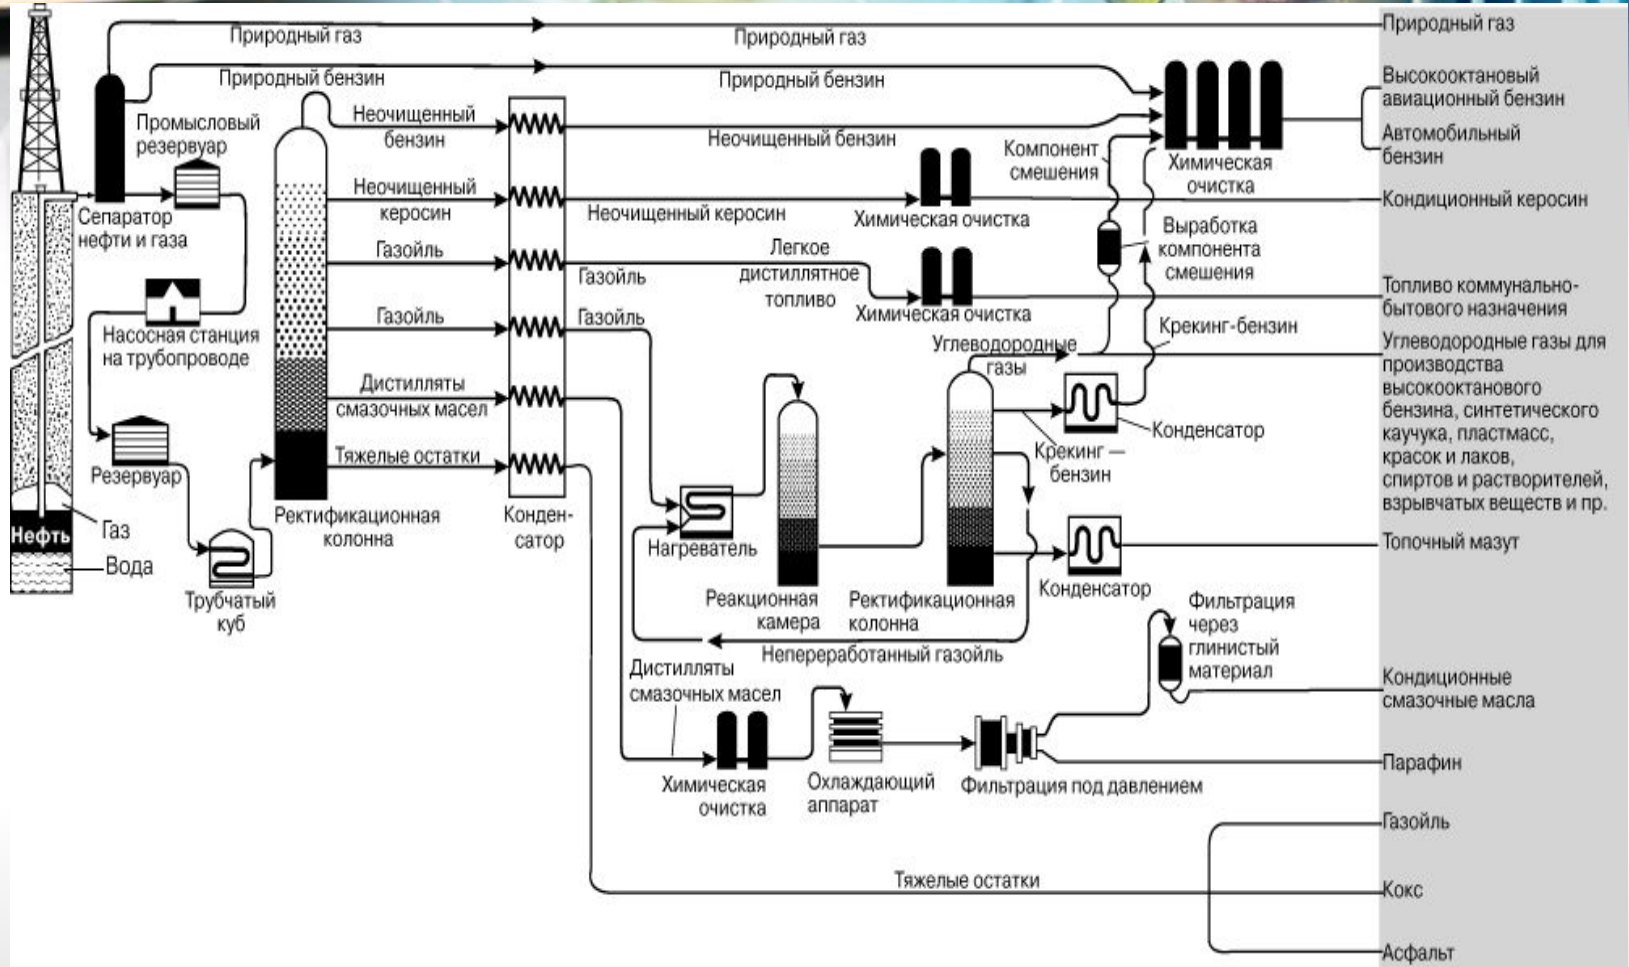 Природный газ
Природный газ
Природный газ
Природный бензин
Природный бензин
Высокооктановый
авиационный бензин
Автомобильный
бензин
Промысловый
резервуар
Неочищенный
бензин
Неочищенный бензин
Компонент
смешения
Химическая
очистка
Сепаратор
нефти и газа
Неочищенный
керосин
Неочищенный керосин
Химическая очистка
Кондиционный керосин
Газойль
Газойль
Легкое
дистиллятное
топливо
Химическая очистка
Выработка
компонента
смешения
Топливо коммунально-
бытового назначения
Насосная станция
на трубопроводе
Газойль
Газойль
Углеводородные
газы
Крекинг-бензин
Углеводородные газы для
производства
высокооктанового
бензина, синтетического
каучука, пластмасс,
красок и лаков,
спиртов и растворителей,
взрывчатых веществ и пр.
Дистилляты
смазочных масел
Конденсатор
Крекинг —
бензин
Тяжелые остатки
Резервуар
Ректификационная
колонна
Конден-
сатор
Нагреватель
Газ
Нефть
Вода
Топочный мазут
Трубчатый
куб
Реакционная
камера
Ректификационная
колонна
Конденсатор
Фильтрация
через
глинистый
материал
Непереработанный газойль
Дистилляты
смазочных масел
Кондиционные
смазочные масла
Химическая
очистка
Охлаждающий
аппарат
Фильтрация под давлением
Парафин
Газойль
Тяжелые остатки
Кокс
Асфальт